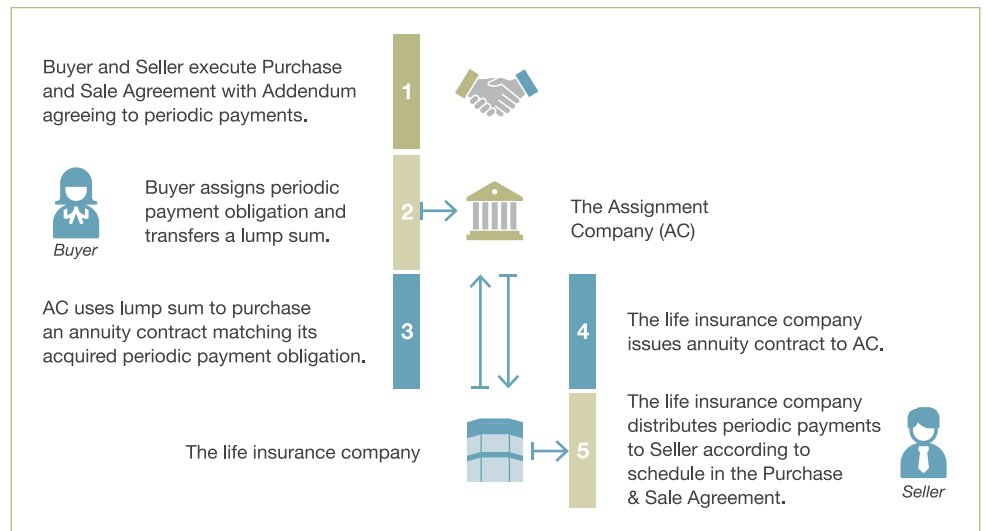 Buyer and Seller execute Purchase
and Sale Agreement with Addendum
agreeing to periodic payments.
1
Buyer
Buyer assigns periodic
payment obligation and
transfers a lump sum.
2
The Assignment
Company (AC)
AC uses lump sum to purchase
an annuity contract matching its
acquired periodic payment obligation.
3
4
The life insurance company
issues annuity contract to AC.
The life insurance company
5
The life insurance company
distributes periodic payments
to Seller according to
schedule in the Purchase
& Sale Agreement.
Seller